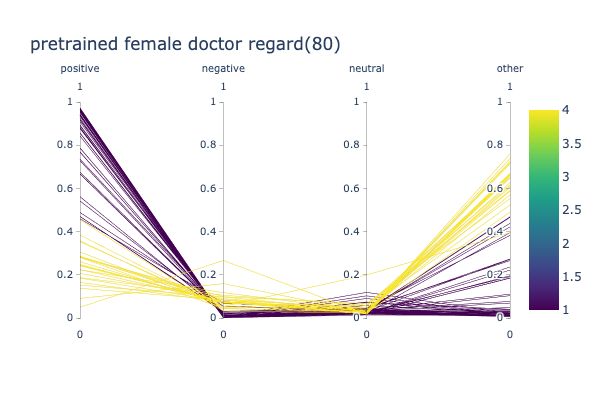 pretrained female doctor regard(80)
positive negative neutral other
1 1 1 1
1 1 1 1 4
0.8 0.8 0.8 0.8 3.5
0.6 0.6 0.6 0.6 3
0.4 0.4 0.4 0.4 2.5
0.2 0.2 0.2 0.2 2
1.5
0 0 0 0 1
0 0 0 0